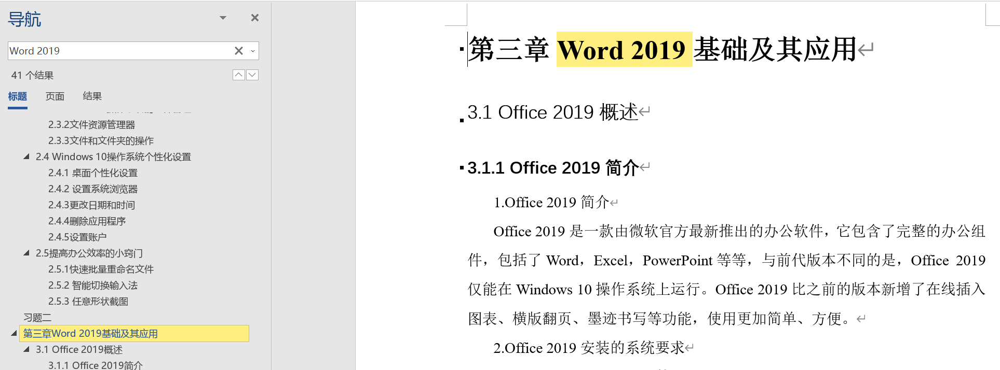 导航
Word 2019
41 个结果
标题 页面 结果
2.3.2文件资源管理器
2.3.3文件和文件夹的操作
2.4 Windows 10操作系统个性化设置
2.4.1 桌面个性化设置
2.4.2 设置系统浏览器
2.4.3更改日期和时间
2.4.4删除应用程序
2.4.5设置账户
2.5提高办公效率的小窍门
2.5.1快速批量重命名文件
2.5.2 智能切换输入法
2.5.3 任意形状截图
习题二
第三章Word 2019基础及其应用
3.1 Office 2019概述
3.1.1 Office 2019简介
第三章 Word 2019 基础及其应用
3.1 Office 2019 概述
3.1.1 Office 2019 简介
1.Office 2019 简介
Office 2019 是一款由微软官方最新推出的办公软件，它包含了完整的办公组
件，包括了 Word，Excel，PowerPoint 等等，与前代版本不同的是，Office 2019
仅能在 Windows 10 操作系统上运行。Office 2019 比之前的版本新增了在线插入
图表、横版翻页、墨迹书写等功能，使用更加简单、方便。
2.Office 2019 安装的系统要求